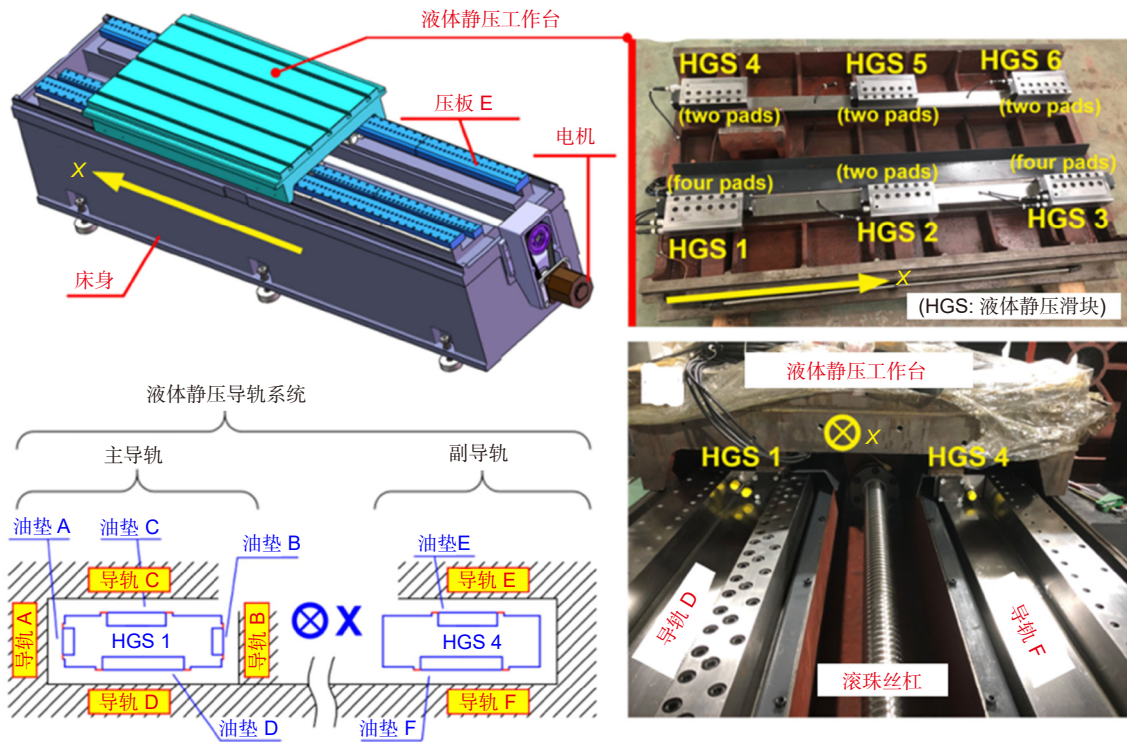 液体静压工作台
压板 E
电机
X
床身
HGS 4
HGS 5
HGS 6
(two pads)
(two pads)
(two pads)
(four pads)
(two pads)
(four pads)
HGS 1
HGS 2
HGS 3
X
(HGS: 液体静压滑块)
液体静压导轨系统
主导轨
副导轨
油垫 A
油垫 C
油垫 B
油垫E
导轨 C
导轨 E
导轨 A
HGS 1
导轨 B
X
HGS 4
导轨 D
导轨 F
油垫 D
油垫 F
液体静压工作台
X
HGS 1
HGS 4
导轨 D
导轨 F
滚珠丝杠